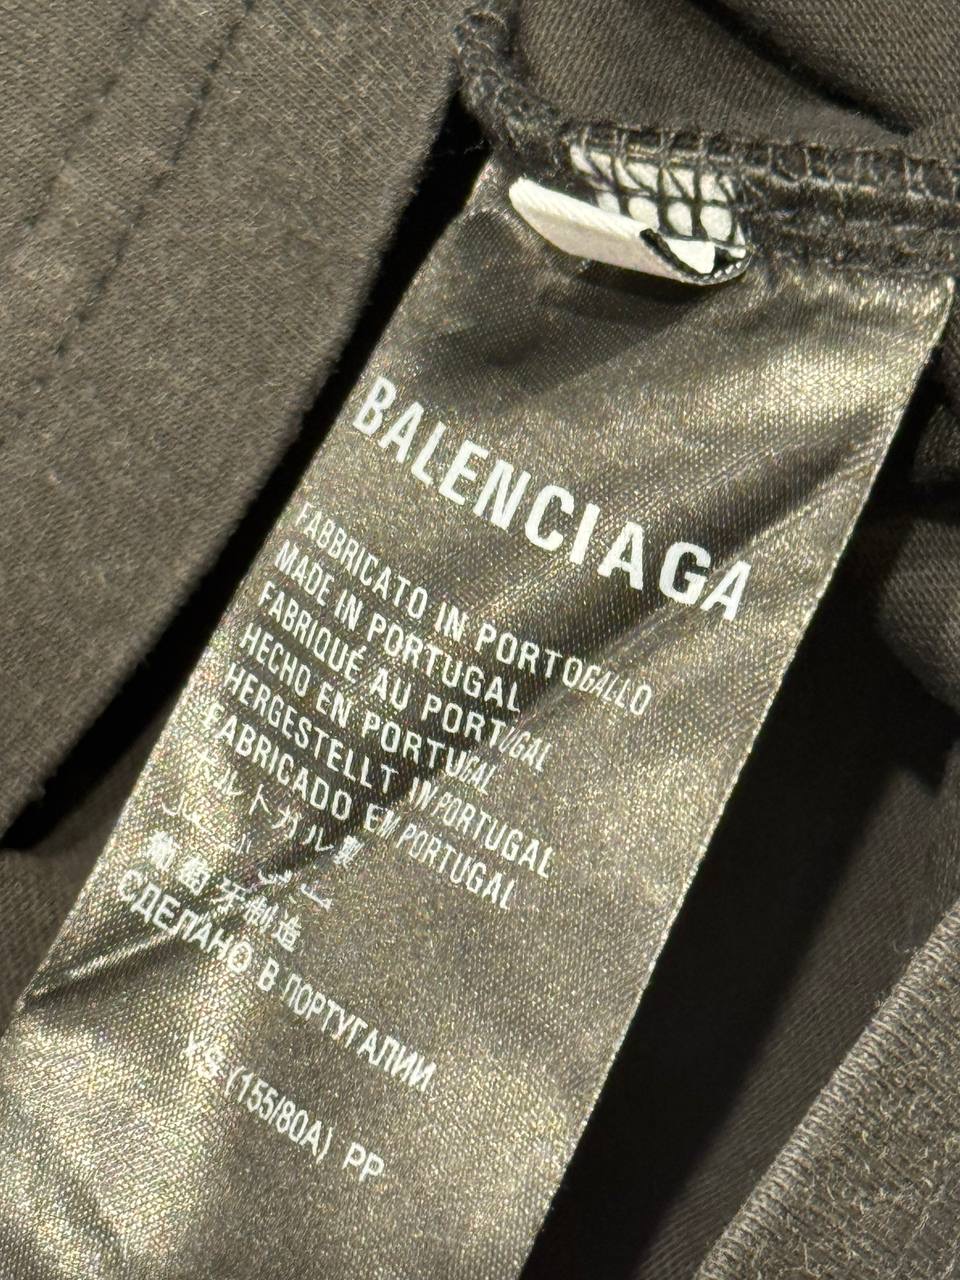 BALENCIAGA
FABBRICATO IN PORTOGALLO
MADE IN PORTUGAL
FABRIQUÉ AU PORTUGAL
HECHO EN PORTUGAL
HERGESTELLT IN PORTUGAL
FABRICADO EM PORTUGAL
ポルトガル製
葡萄牙制造
СДЕЛАНО В ПОРТУГАЛИИ
XS (155/80A) PP